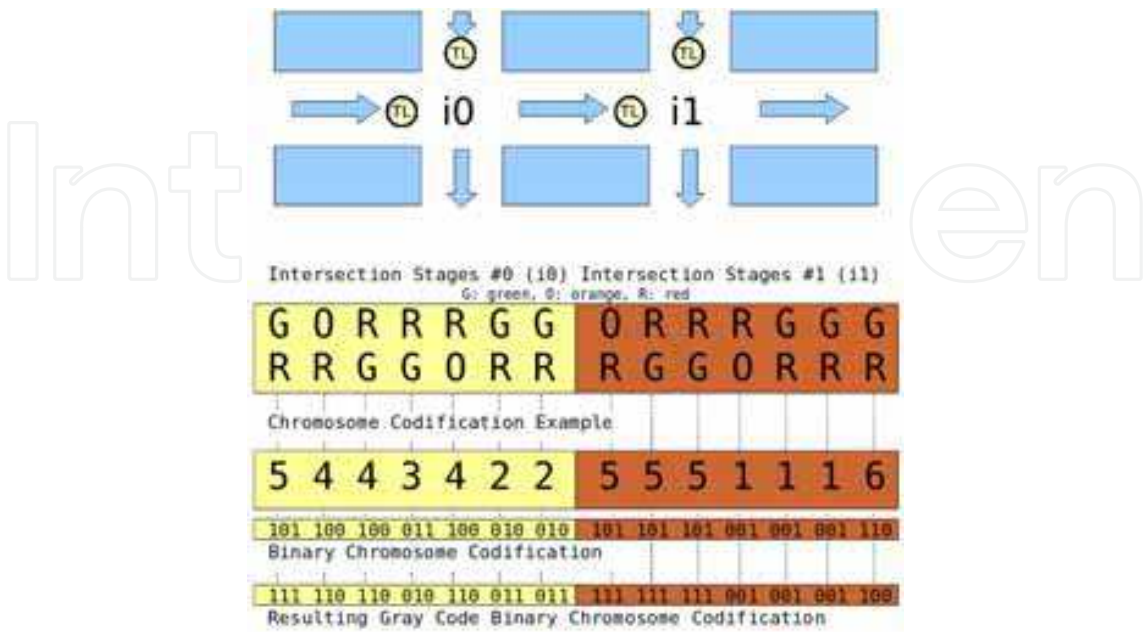 TL TL
TL i0 TL i1
Inte en
Intersection Stages #0 (i0) Intersection Stages #1 (i1)
G: green, O: orange, R: red
G O R R R G G O R R R G G G
R R G G O R R R G G O R R R
Chromosome Codification Example
5 4 4 3 4 2 2 5 5 5 1 1 1 6
101 100 100 011 100 010 010 101 101 101 001 001 001 110
Binary Chromosome Codification
111 110 110 010 110 011 011 111 111 111 001 001 001 100
Resulting Gray Code Binary Chromosome Codification